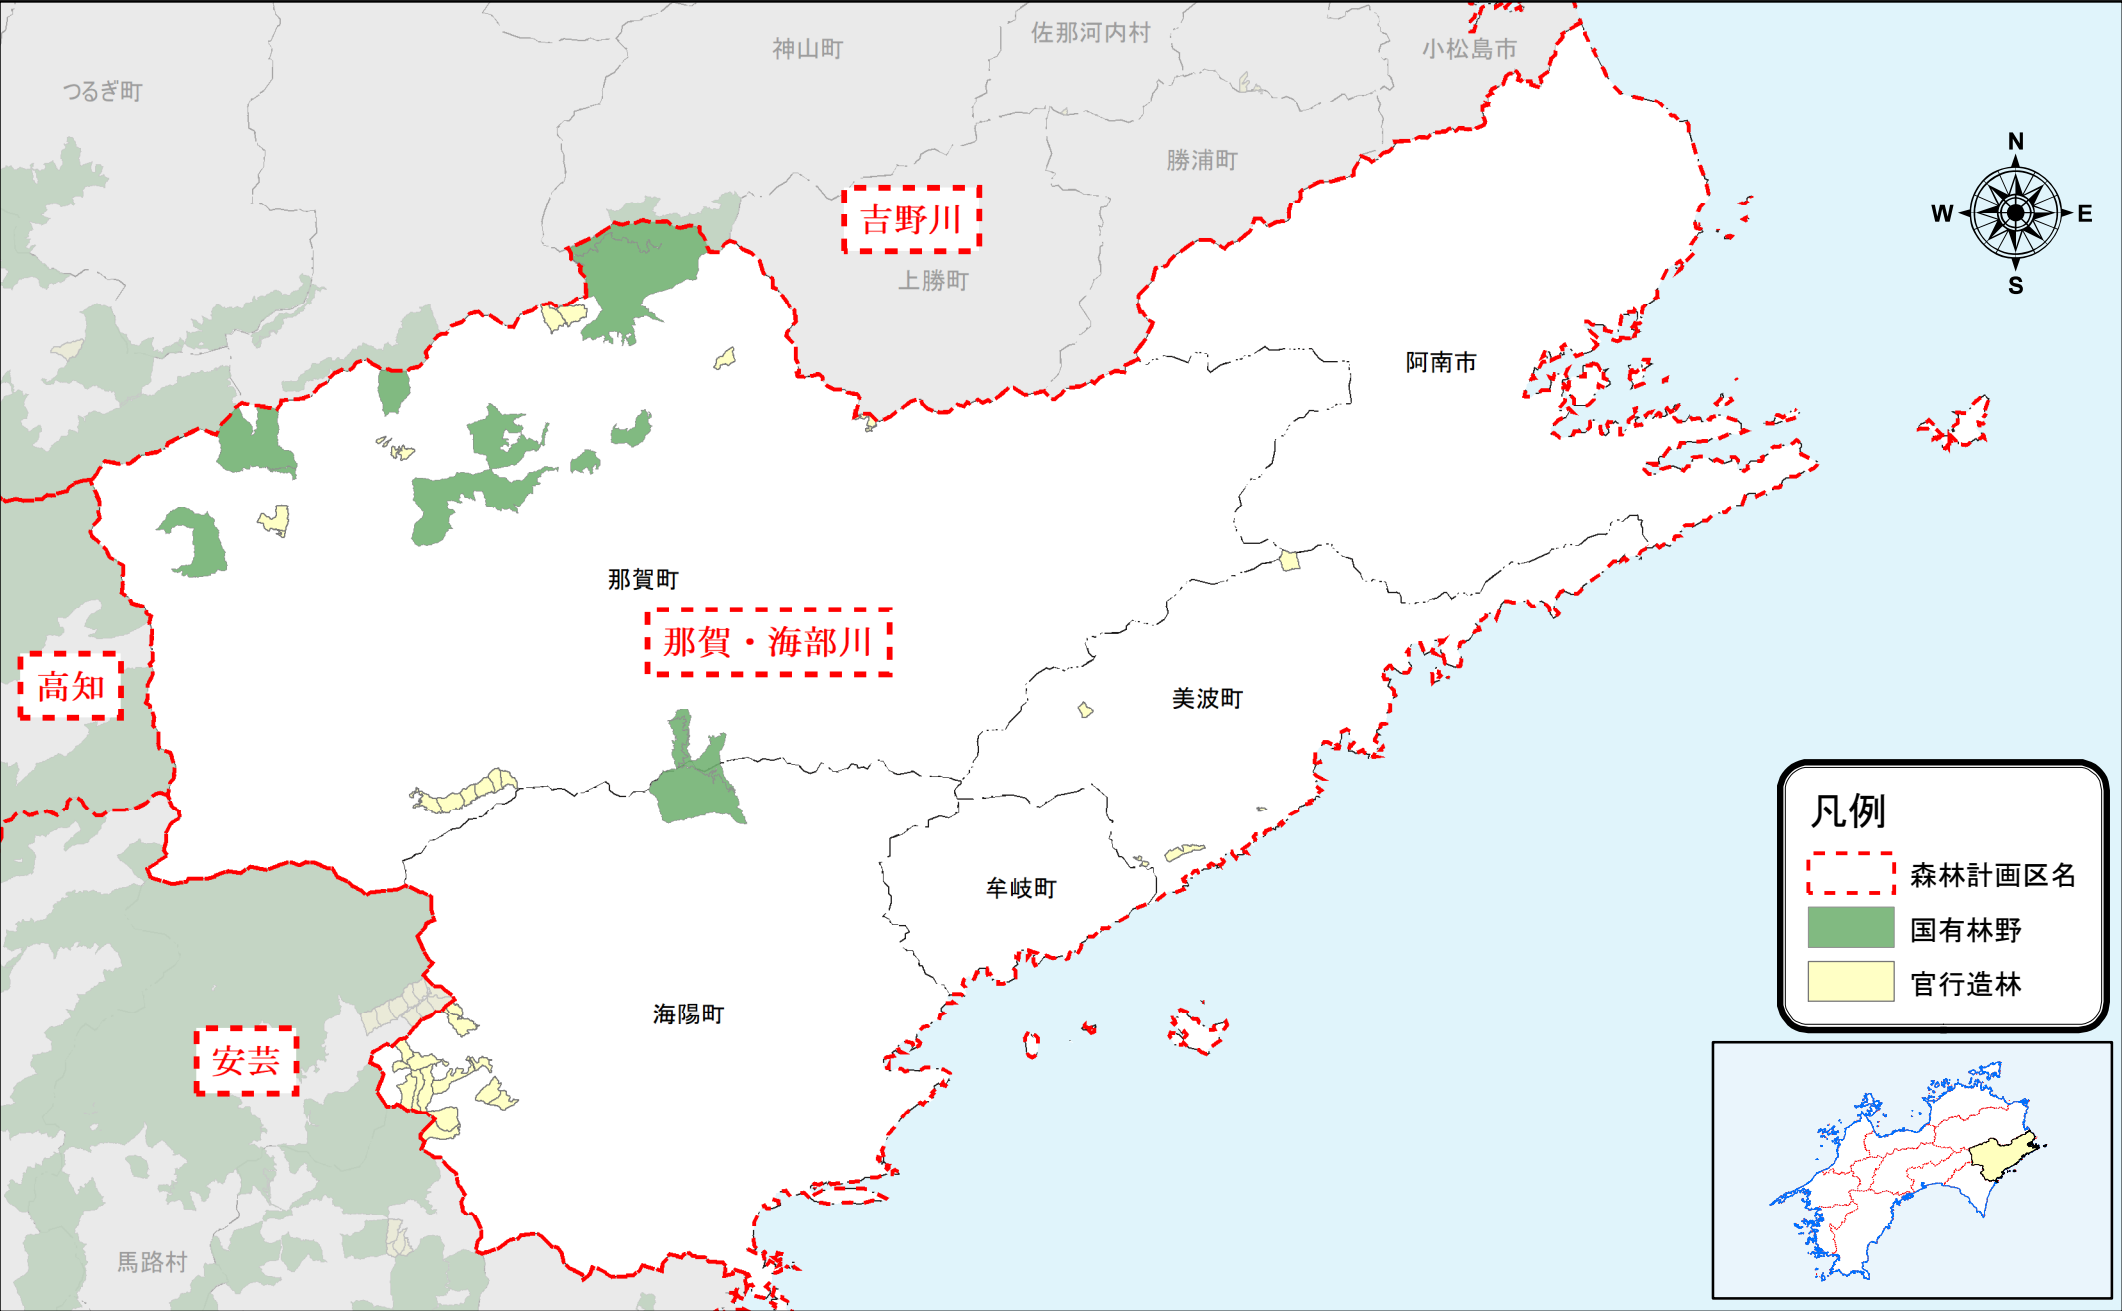 佐那河内村
神山町
小松島市
つるぎ町
N
勝浦町
W
E
吉野川
上勝町
S
阿南市
那賀町
那賀・海部川
高知
美波町
凡例
森林計画区名
牟岐町
国有林野
官行造林
海陽町
安芸
馬路村